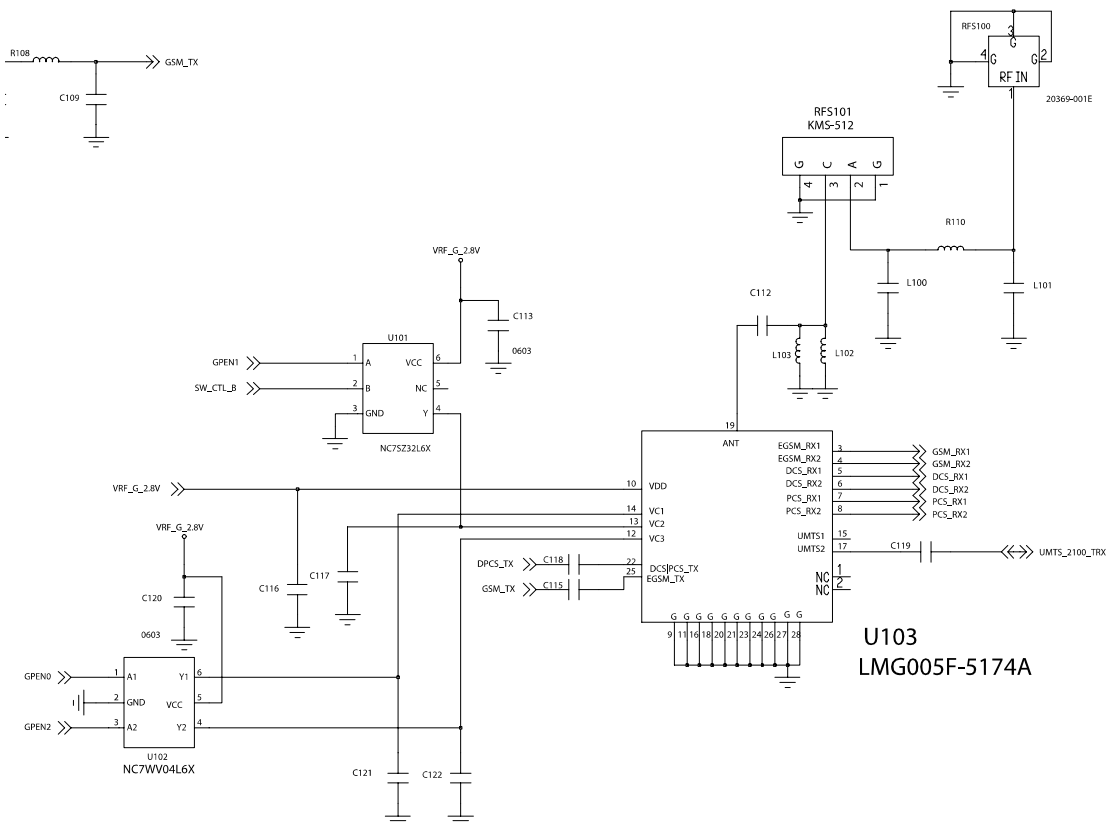 RFS100
3
G
4 G
G 2
RF IN
1
20369-001E
R108
GSM_TX
C109
RFS101
KMS-512
G C A G
4 3 2 1
R110
L100
L101
VRF_G_2.8V
C113
0603
C112
L103
L102
U101
GPEN1
1 A
VCC 6
SW_CTL_B
2 B
NC 5
3 GND
Y 4
NC7SZ32L6X
19
ANT
EGSM_RX1 3 GSM_RX1
EGSM_RX2 4 GSM_RX2
DCS_RX1 5 DCS_RX1
DCS_RX2 6 DCS_RX2
PCS_RX1 7 PCS_RX1
PCS_RX2 8 PCS_RX2
VRF_G_2.8V
10 VDD
14 VC1
13 VC2
12 VC3
UMTS1 15
UMTS2 17
C119
UMTS_2100_TRX
VRF_G_2.8V
C116
C117
DPCS_TX C118 22 DCS|PCS_TX
GSM_TX C115 25 EGSM_TX
NC 1
NC 2
C120
0603
G G G G G G G G G G G
9 11 16 18 20 21 23 24 26 27 28
U103
LMG005F-5174A
GPEN0
1 A1
Y1 6
2 GND
VCC 5
GPEN2
3 A2
Y2 4
U102
NC7WV04L6X
C121
C122